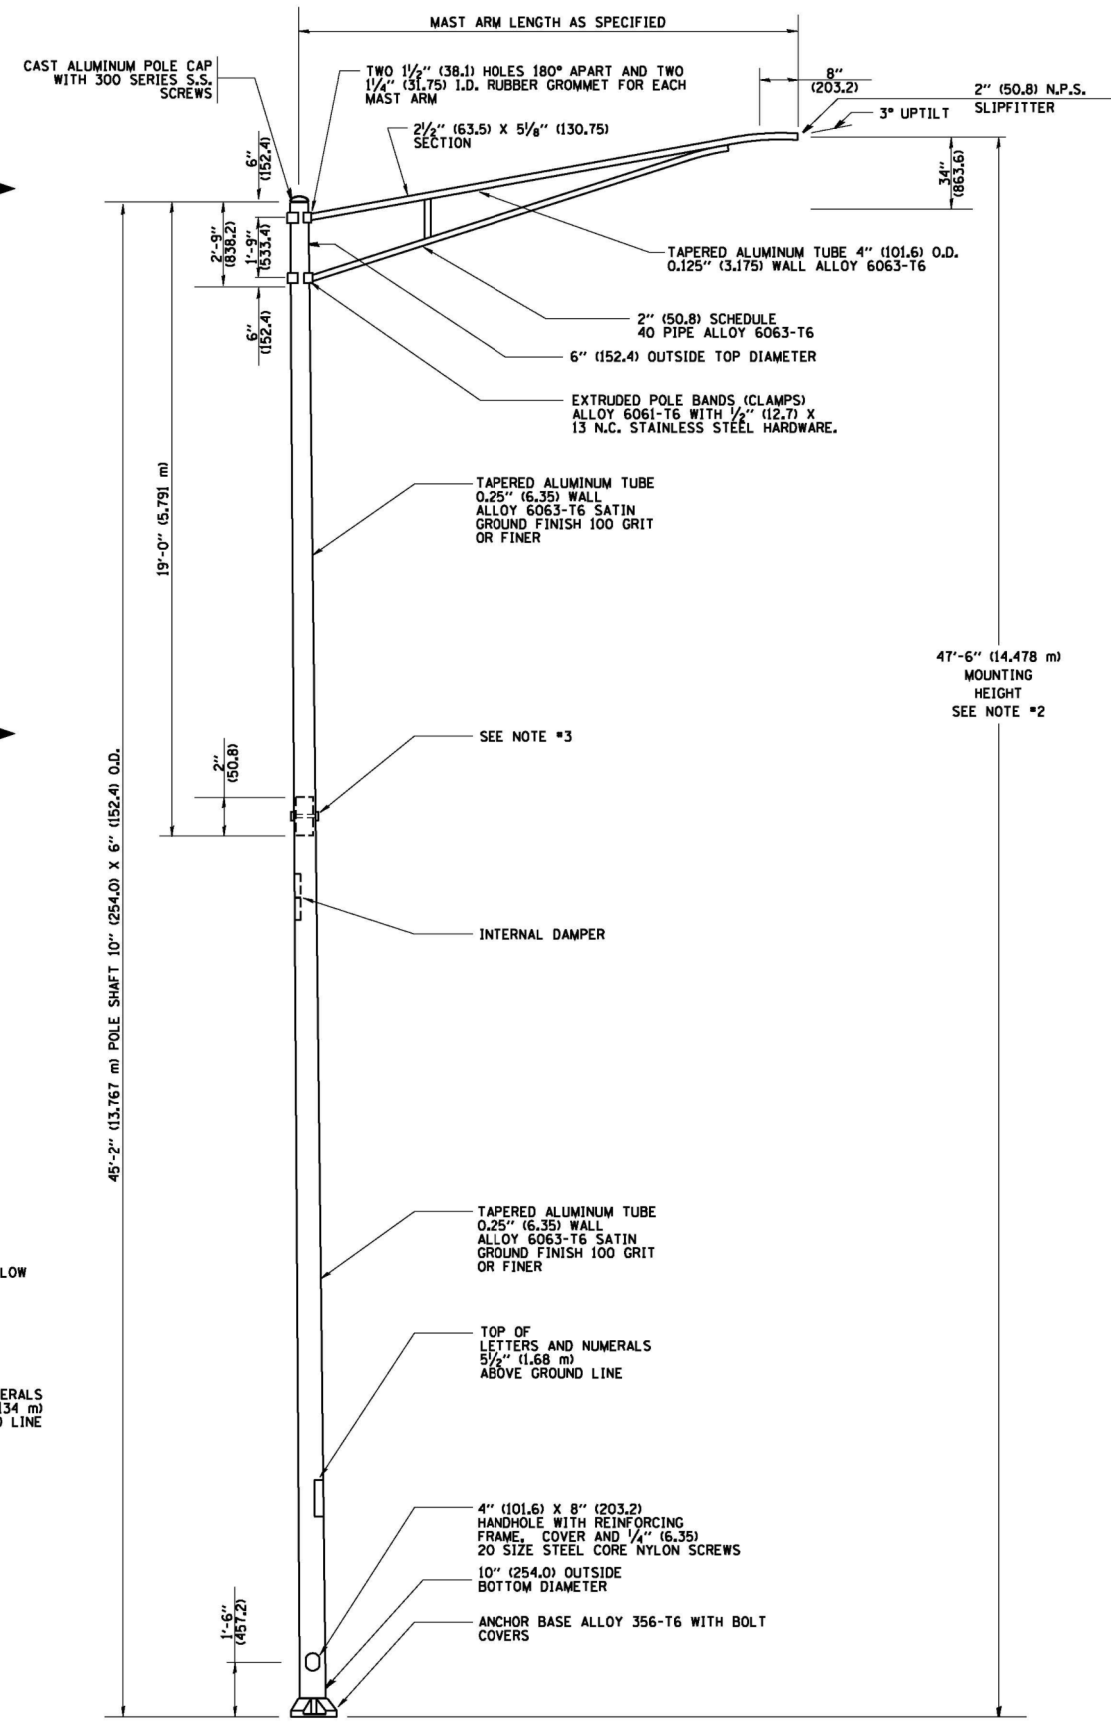 MAST ARM LENGTH AS SPECIFIED
CAST ALUMINUM POLE CAP
WITH 300 SERIES S.S.
SCREWS
TWO 1½" (38.1) HOLES 180° APART AND TWO
1¼" (31.75) I.D. RUBBER GROMMET FOR EACH
MAST ARM
8"
(203.2)
2" (50.8) N.P.S.
SLIPFITTER
3° UPTILT
2½" (63.5) X 5⅛" (130.75)
SECTION
6"
(152.4)
34"
(863.6)
2'-9"
(838.2)
1'-9"
(533.4)
TAPERED ALUMINUM TUBE 4" (101.6) O.D.
0.125" (3.175) WALL ALLOY 6063-T6
6"
(152.4)
2" (50.8) SCHEDULE
40 PIPE ALLOY 6063-T6
6" (152.4) OUTSIDE TOP DIAMETER
EXTRUDED POLE BANDS (CLAMPS)
ALLOY 6061-T6 WITH ½" (12.7) X
13 N.C. STAINLESS STEEL HARDWARE.
19'-0" (5.791 m)
TAPERED ALUMINUM TUBE
0.25" (6.35) WALL
ALLOY 6063-T6 SATIN
GROUND FINISH 100 GRIT
OR FINER
47'-6" (14.478 m)
MOUNTING
HEIGHT
SEE NOTE #2
SEE NOTE #3
2"
(50.8)
45'-2" (13.767 m) POLE SHAFT 10" (254.0) X 6" (152.4) O.D.
INTERNAL DAMPER
TAPERED ALUMINUM TUBE
0.25" (6.35) WALL
ALLOY 6063-T6 SATIN
GROUND FINISH 100 GRIT
OR FINER
LOW
TOP OF
LETTERS AND NUMERALS
5½" (1.68 m)
ABOVE GROUND LINE
ERALS
134 m)
LINE
4" (101.6) X 8" (203.2)
HANDHOLE WITH REINFORCING
FRAME, COVER AND ¼" (6.35)
20 SIZE STEEL CORE NYLON SCREWS
10" (254.0) OUTSIDE
BOTTOM DIAMETER
1'-6"
(457.2)
ANCHOR BASE ALLOY 356-T6 WITH BOLT
COVERS